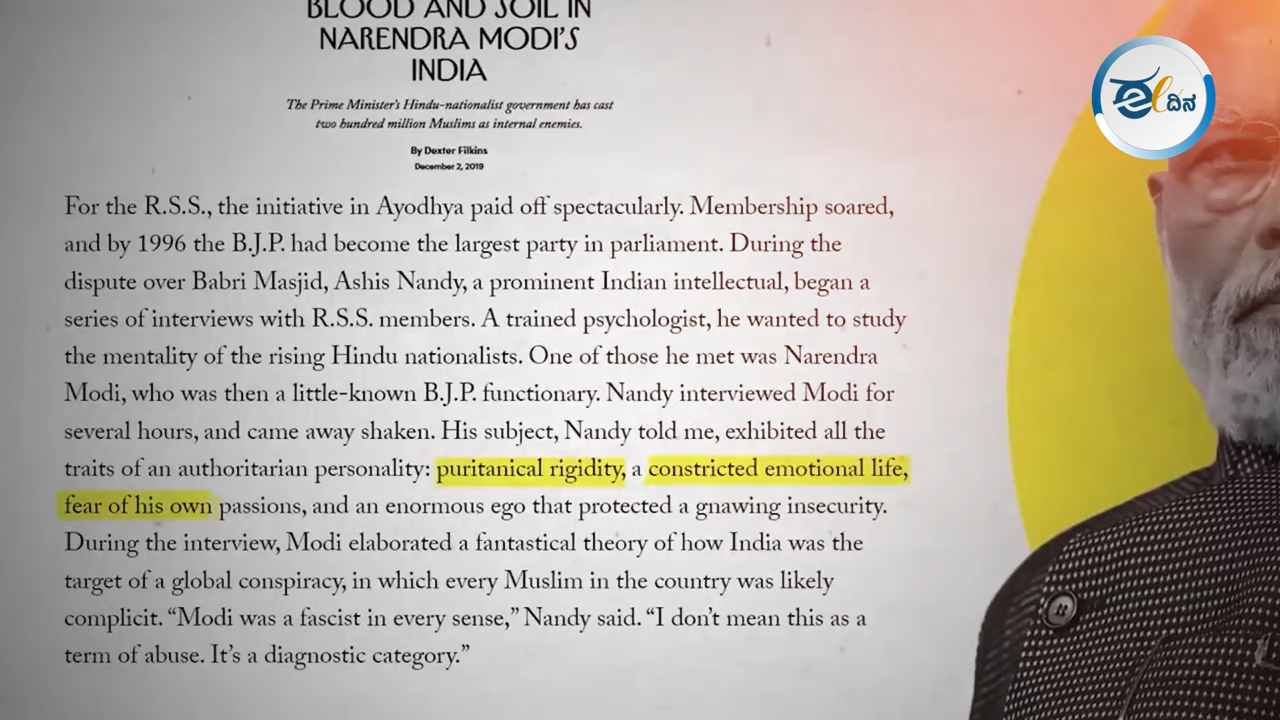 BLOOD AND SOIL IN
NARENDRA MODI'S
INDIA
The Prime Minister's Hindu-nationalist government has cast
two hundred million Muslims as internal enemies.
By Dexter Filkins
December 2, 2019
ದಿನ
For the R.S.S., the initiative in Ayodhya paid off spectacularly. Membership soared,
and by 1996 the B.J.P. had become the largest party in parliament. During the
dispute over Babri Masjid, Ashis Nandy, a prominent Indian intellectual, began a
series of interviews with R.S.S. members. A trained psychologist, he wanted to study
the mentality of the rising Hindu nationalists. One of those he met was Narendra
Modi, who was then a little-known B.J.P. functionary. Nandy interviewed Modi for
several hours, and came away shaken. His subject, Nandy told me, exhibited all the
traits of an authoritarian personality: puritanical rigidity, a constricted emotional life,
fear of his own passions, and an enormous ego that protected a gnawing insecurity.
During the interview, Modi elaborated a fantastical theory of how India was the
target of a global conspiracy, in which every Muslim in the country was likely
complicit. “Modi was a fascist in every sense,” Nandy said. “I don’t mean this as a
term of abuse. It’s a diagnostic category.”